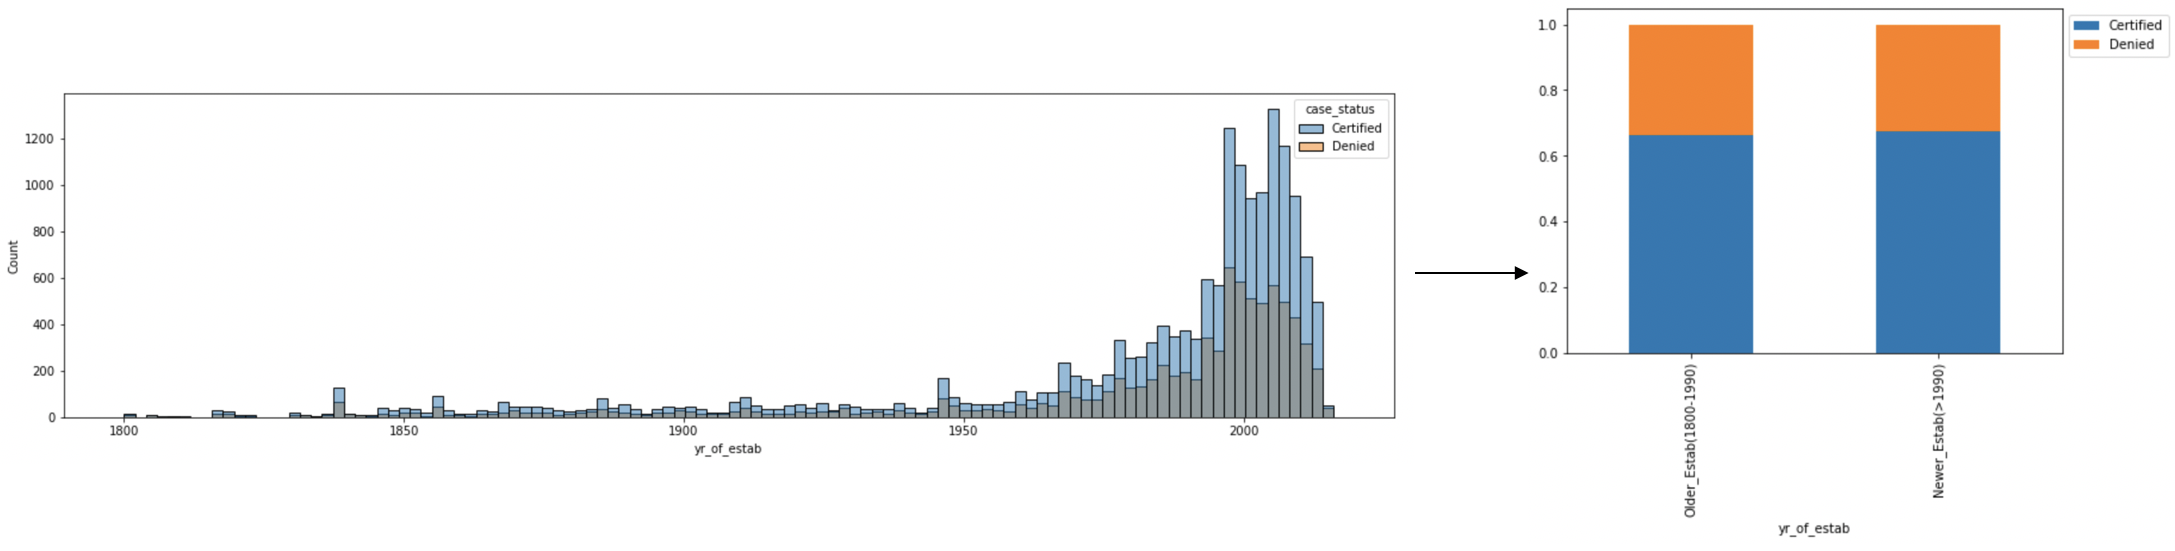 case_status
Certified
Denied
Count
1200
1000
800
600
400
200
0
1800
1850
1900
1950
2000
yr_of_estab
Certified
Denied
1.0
0.8
0.6
0.4
0.2
0.0
Older_Estab(1800-1990)
Newer_Estab(>1990)
yr_of_estab